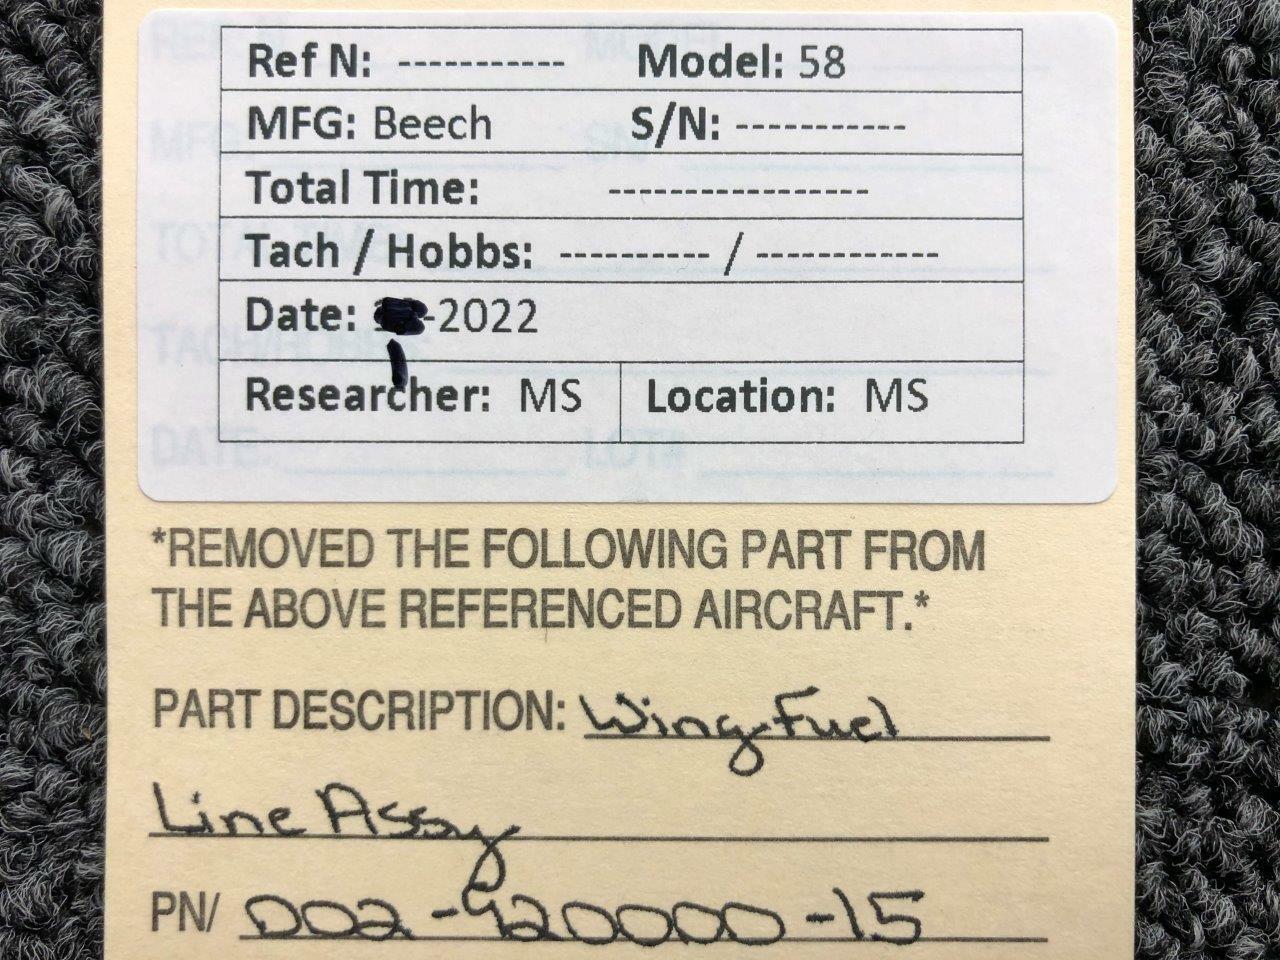 Ref N: ----------- Model: 58
MFG: Beech S/N: -----------
Total Time: -----------------
Tach / Hobbs: ---------- / ------------
Date: -2022
Researcher: MS Location: MS
*REMOVED THE FOLLOWING PART FROM
THE ABOVE REFERENCED AIRCRAFT.*
PART DESCRIPTION: Wing Fuel
Line Assy
PN/ 002-920000-15